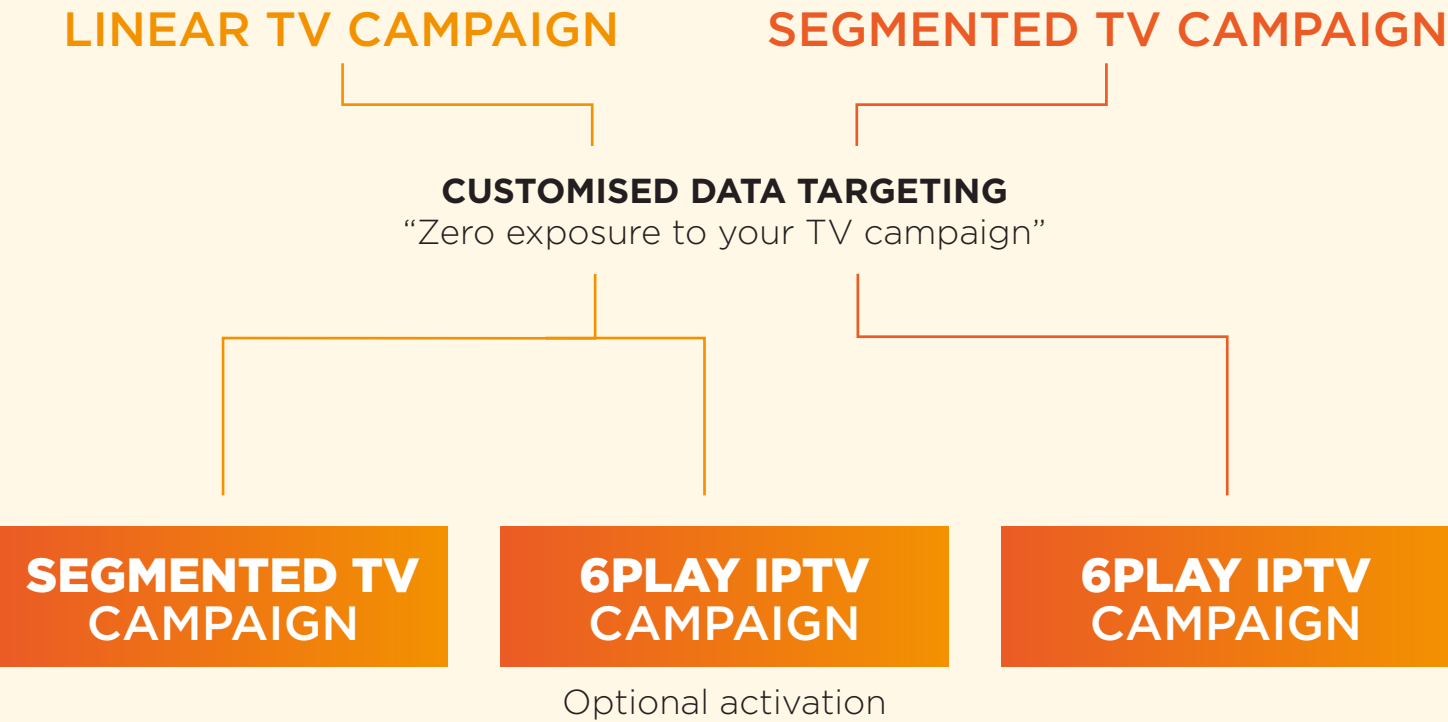 LINEAR TV CAMPAIGN
SEGMENTED TV CAMPAIGN
CUSTOMISED DATA TARGETING
“Zero exposure to your TV campaign”
SEGMENTED TV
CAMPAIGN
6PLAY IPTV
CAMPAIGN
6PLAY IPTV
CAMPAIGN
Optional activation